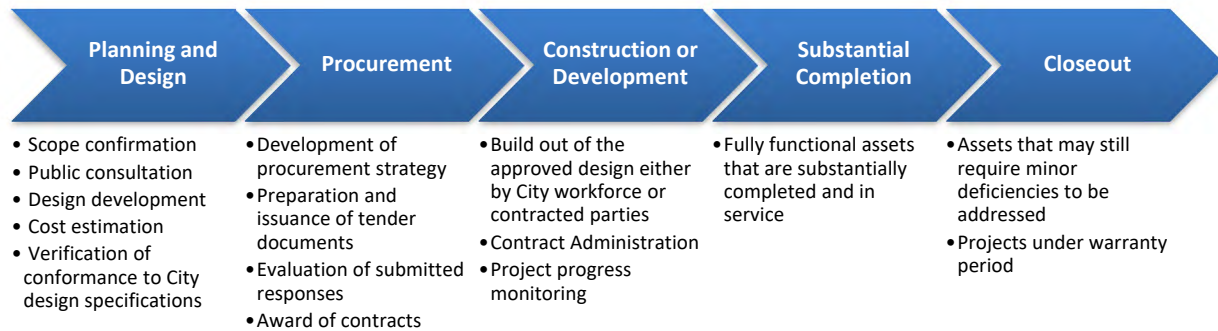 Planning and
Design
Procurement
Construction or
Development
Substantial
Completion
Closeout
• Scope confirmation
• Public consultation
• Design development
• Cost estimation
• Verification of
conformance to City
design specifications
•Development of
procurement strategy
•Preparation and
issuance of tender
documents
•Evaluation of submitted
responses
•Award of contracts
•Build out of the
approved design either
by City workforce or
contracted parties
•Contract Administration
•Project progress
monitoring
•Fully functional assets
that are substantially
completed and in
service
•Assets that may still
require minor
deficiencies to be
addressed
•Projects under warranty
period